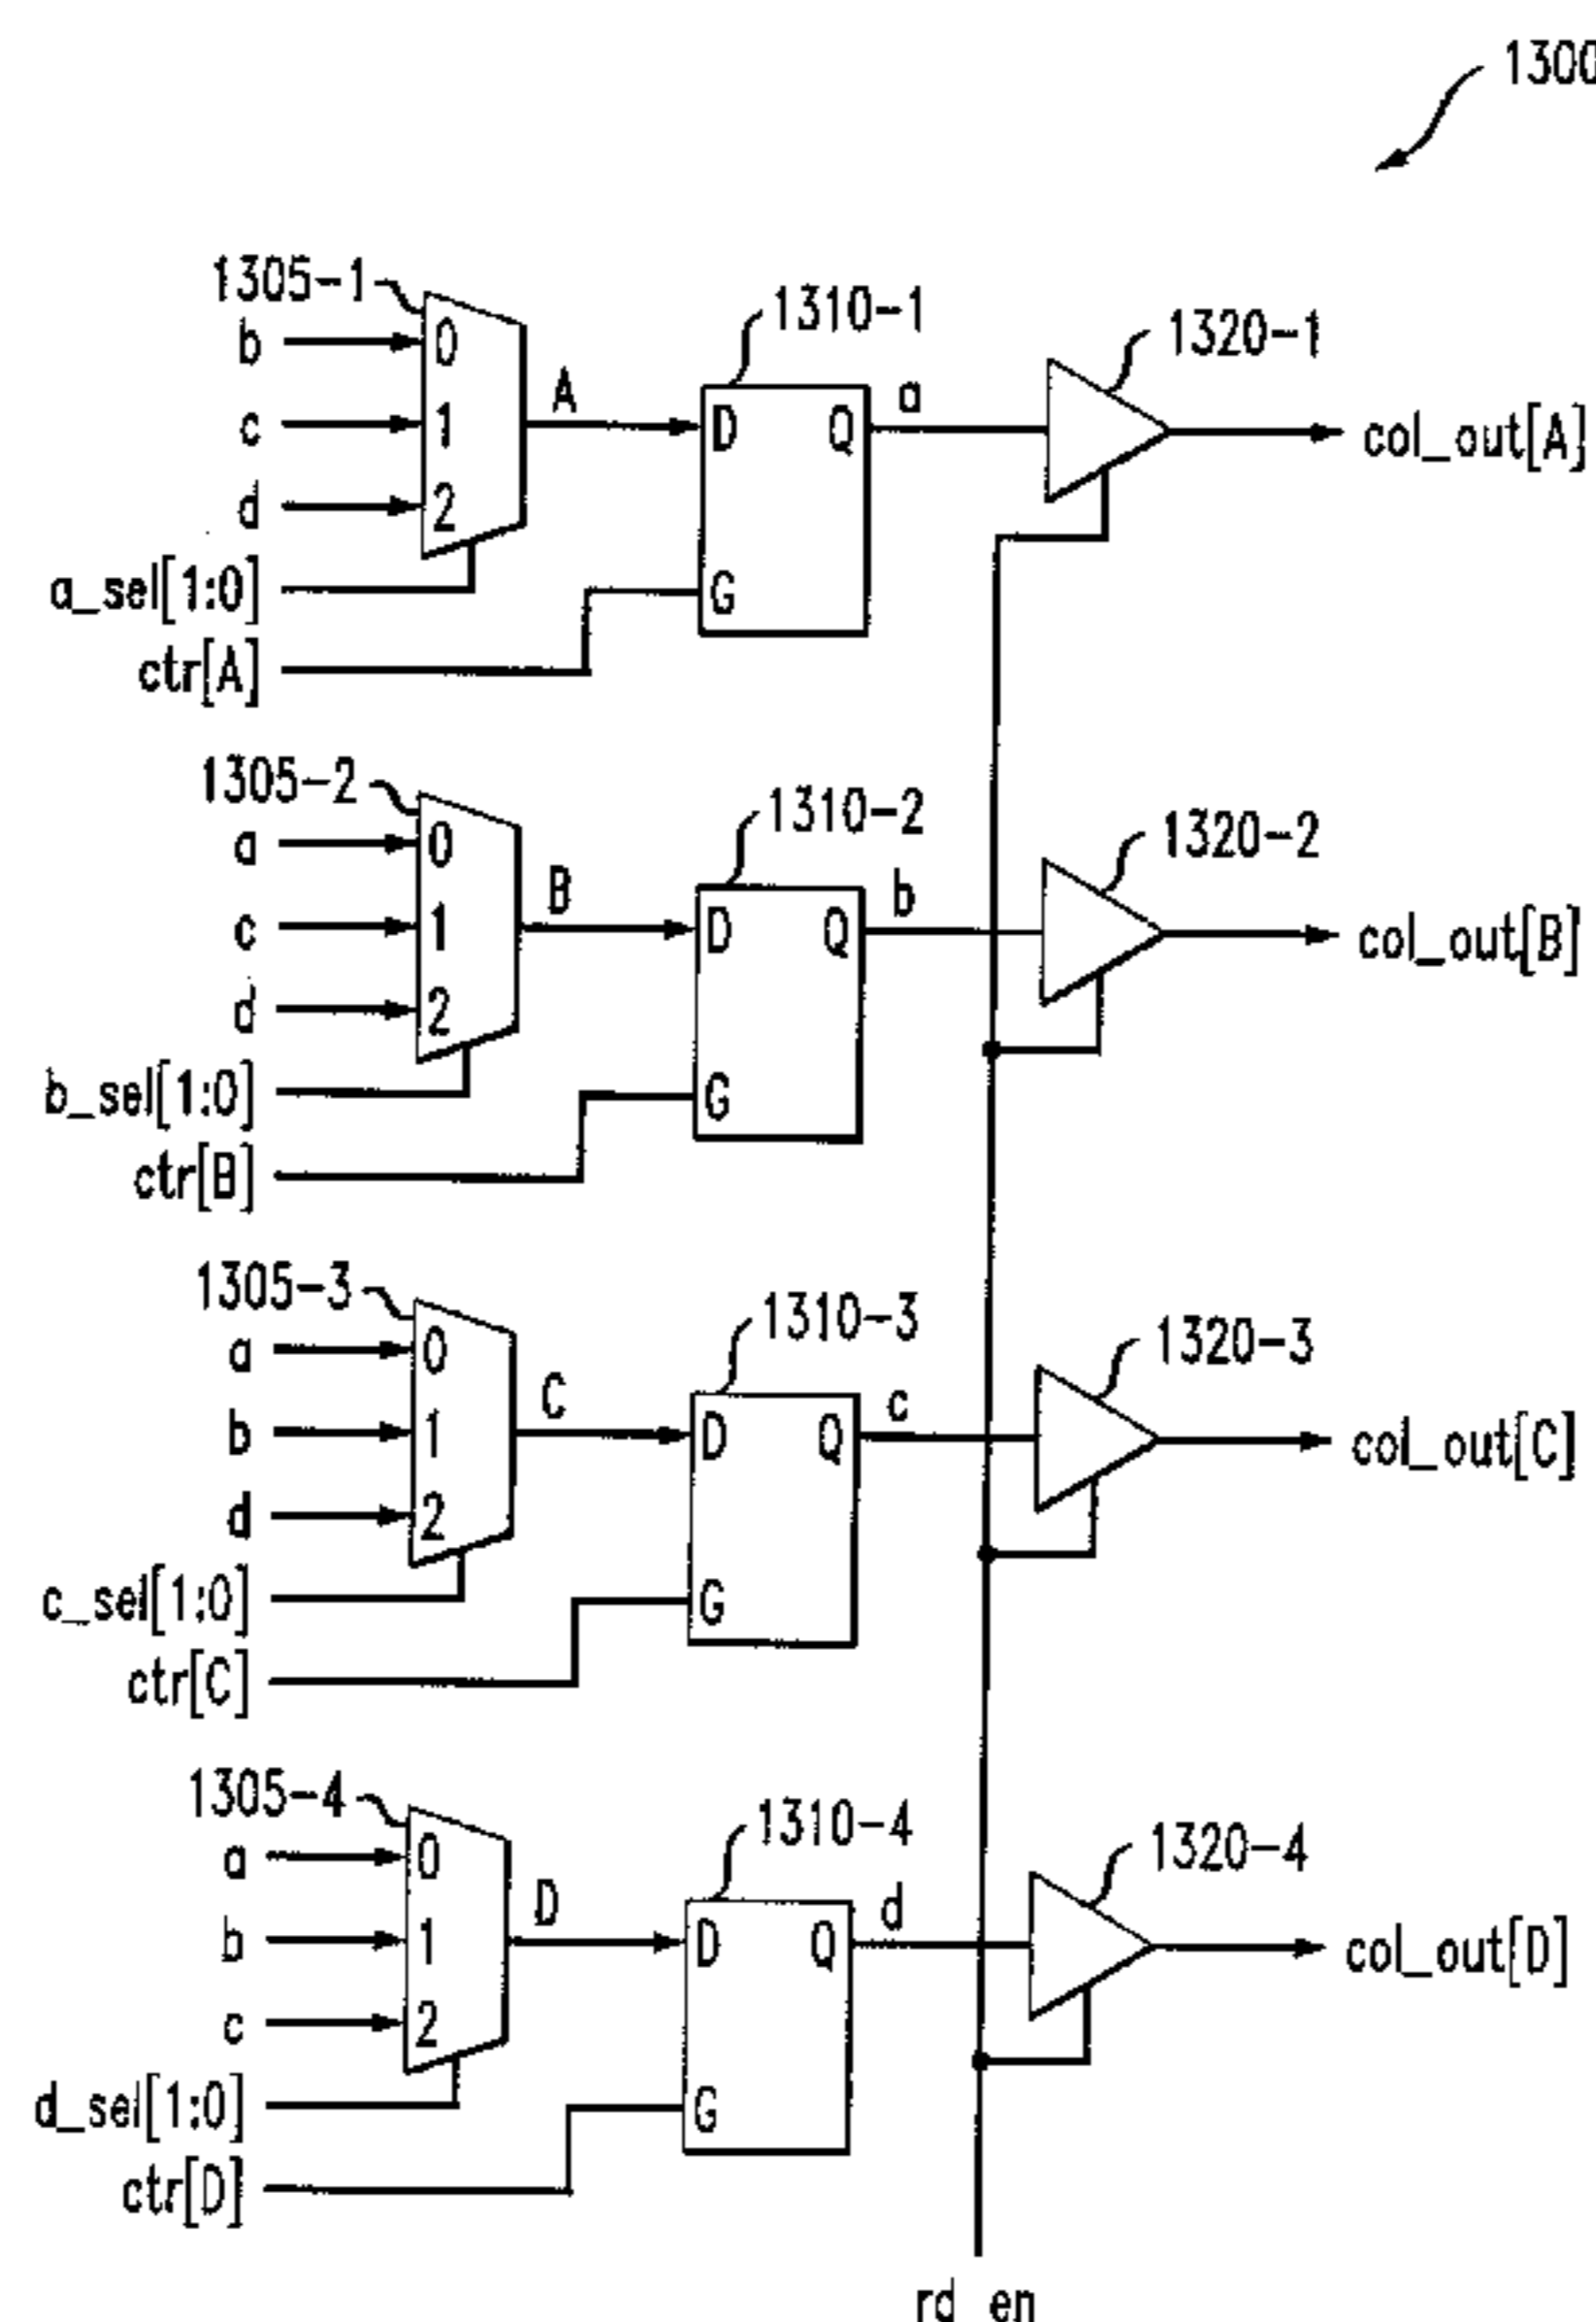 1300
1305-1
b
0
c
1
d
2
a_sel[1:0]
ctr[A]
A
1310-1
D
Q
G
a
1320-1
col_out[A]
1305-2
a
0
c
1
d
2
b_sel[1:0]
ctr[B]
B
1310-2
D
Q
G
b
1320-2
col_out[B]
1305-3
a
0
b
1
d
2
c_sel[1:0]
ctr[C]
C
1310-3
D
Q
G
c
1320-3
col_out[C]
1305-4
a
0
b
1
c
2
d_sel[1:0]
ctr[D]
D
1310-4
D
Q
G
d
1320-4
col_out[D]
rd_en